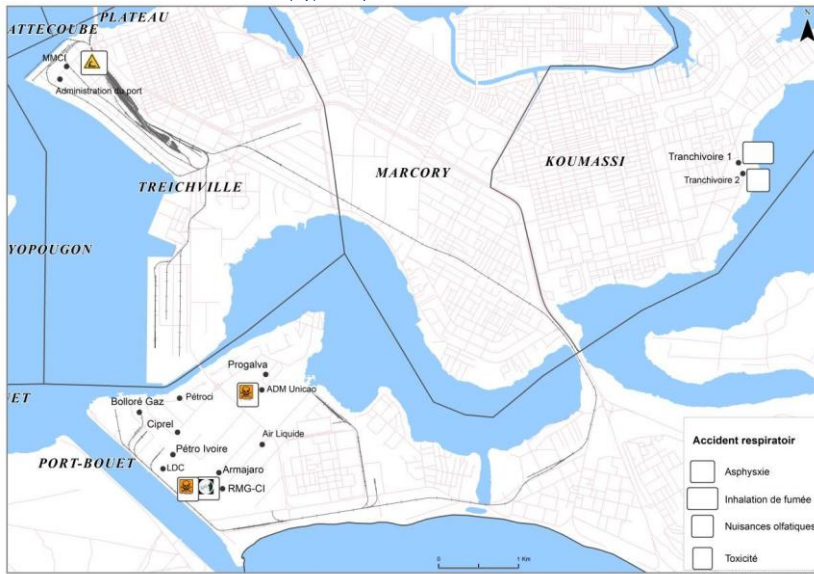 PLATEAU
ATTECOUBE
MMCI
Administration du port
N
TREICHVILLE
MARCORY
KOUMASSI
Tranchivoire 1
Tranchivoire 2
YOPOUGON
Progalva
ADM Unicao
Pétroci
Bolloré Gaz
UET
Ciprel
Air Liquide
Pétro Ivoire
PORT-BOUET
LDC
Armajaro
RMG-CI
Accident respiratoir
Asphysxie
Inhalation de fumée
Nuisances olfatiques
Toxicité
0 1 Km